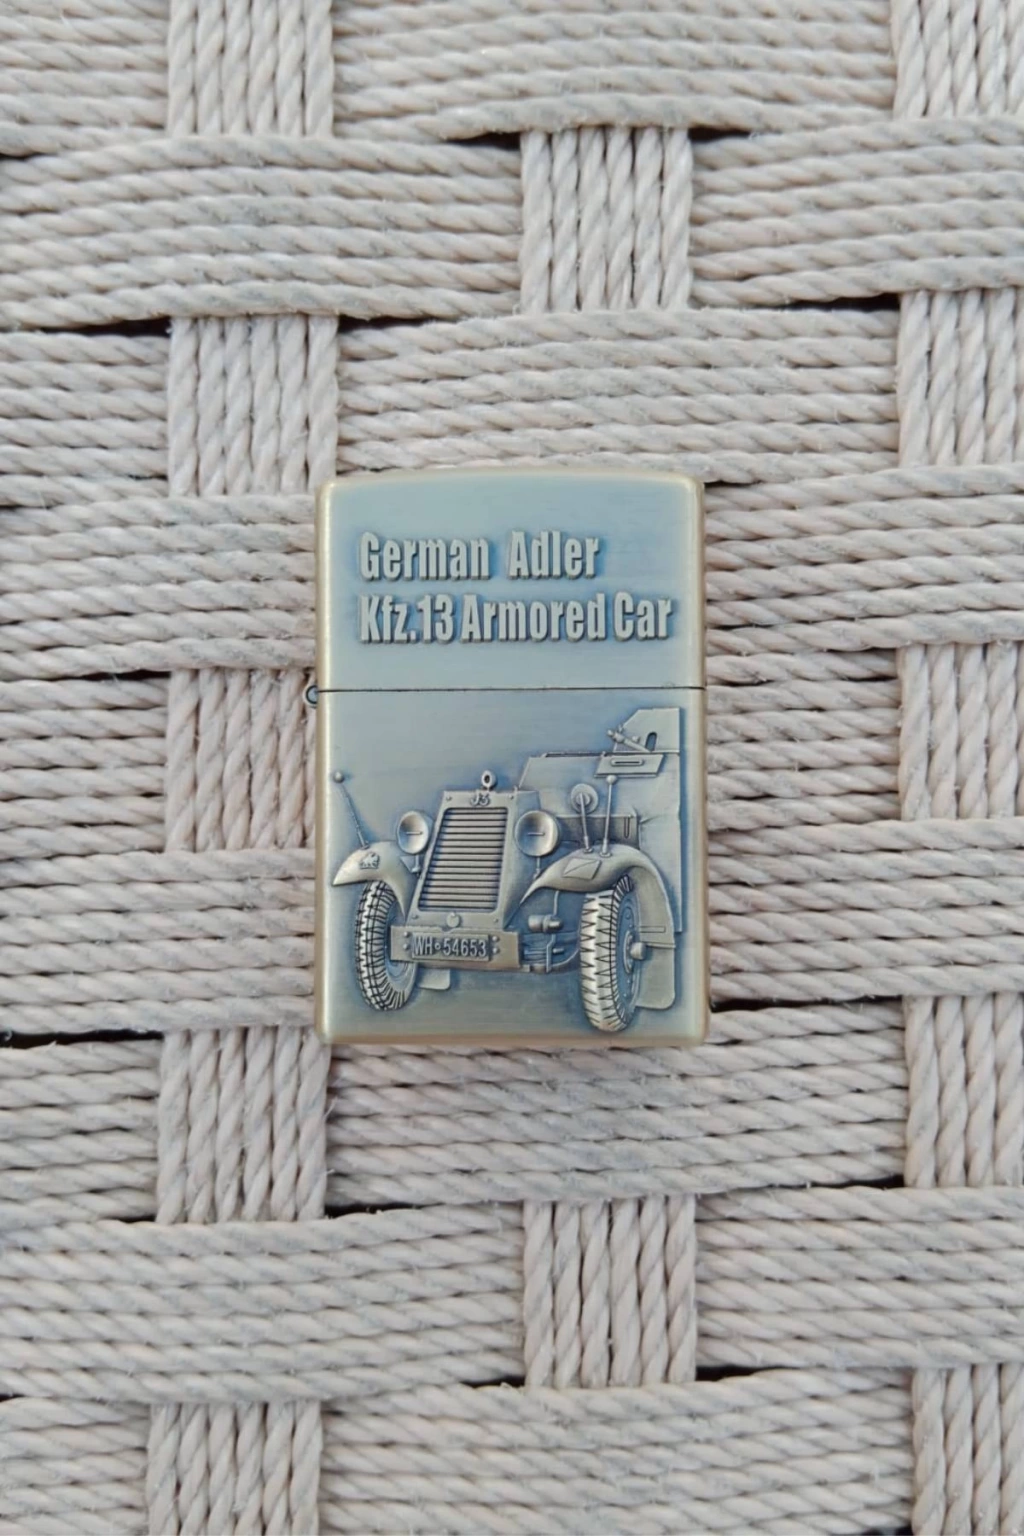 German Adler
Kfz.13 Armored Car
WH 54653